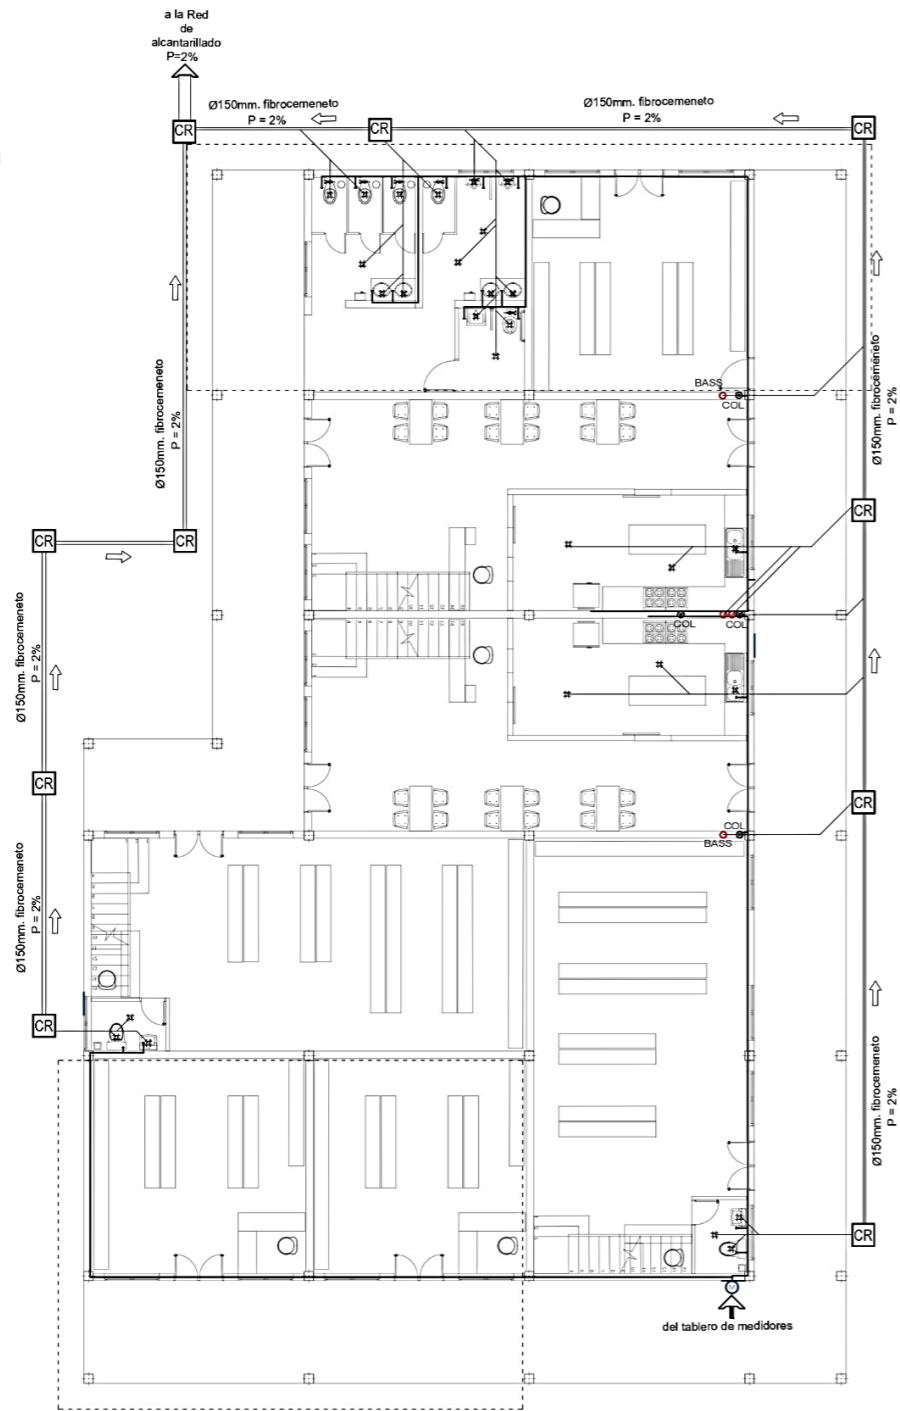 a la Red
de
alcantarillado
P=2%
Ø150mm. fibrocemeneto
P = 2%
Ø150mm. fibrocemeneto
P = 2%
CR
CR
CR
Ø150mm. fibrocemeneto
P = 2%
Ø150mm. fibrocemeneto
P = 2%
BASS
COL
CR
CR
CR
Ø150mm. fibrocemeneto
P = 2%
COL
COL
CR
CR
COL
BASS
Ø150mm. fibrocemeneto
P = 2%
CR
Ø150mm. fibrocemeneto
P = 2%
CR
del tablero de medidores